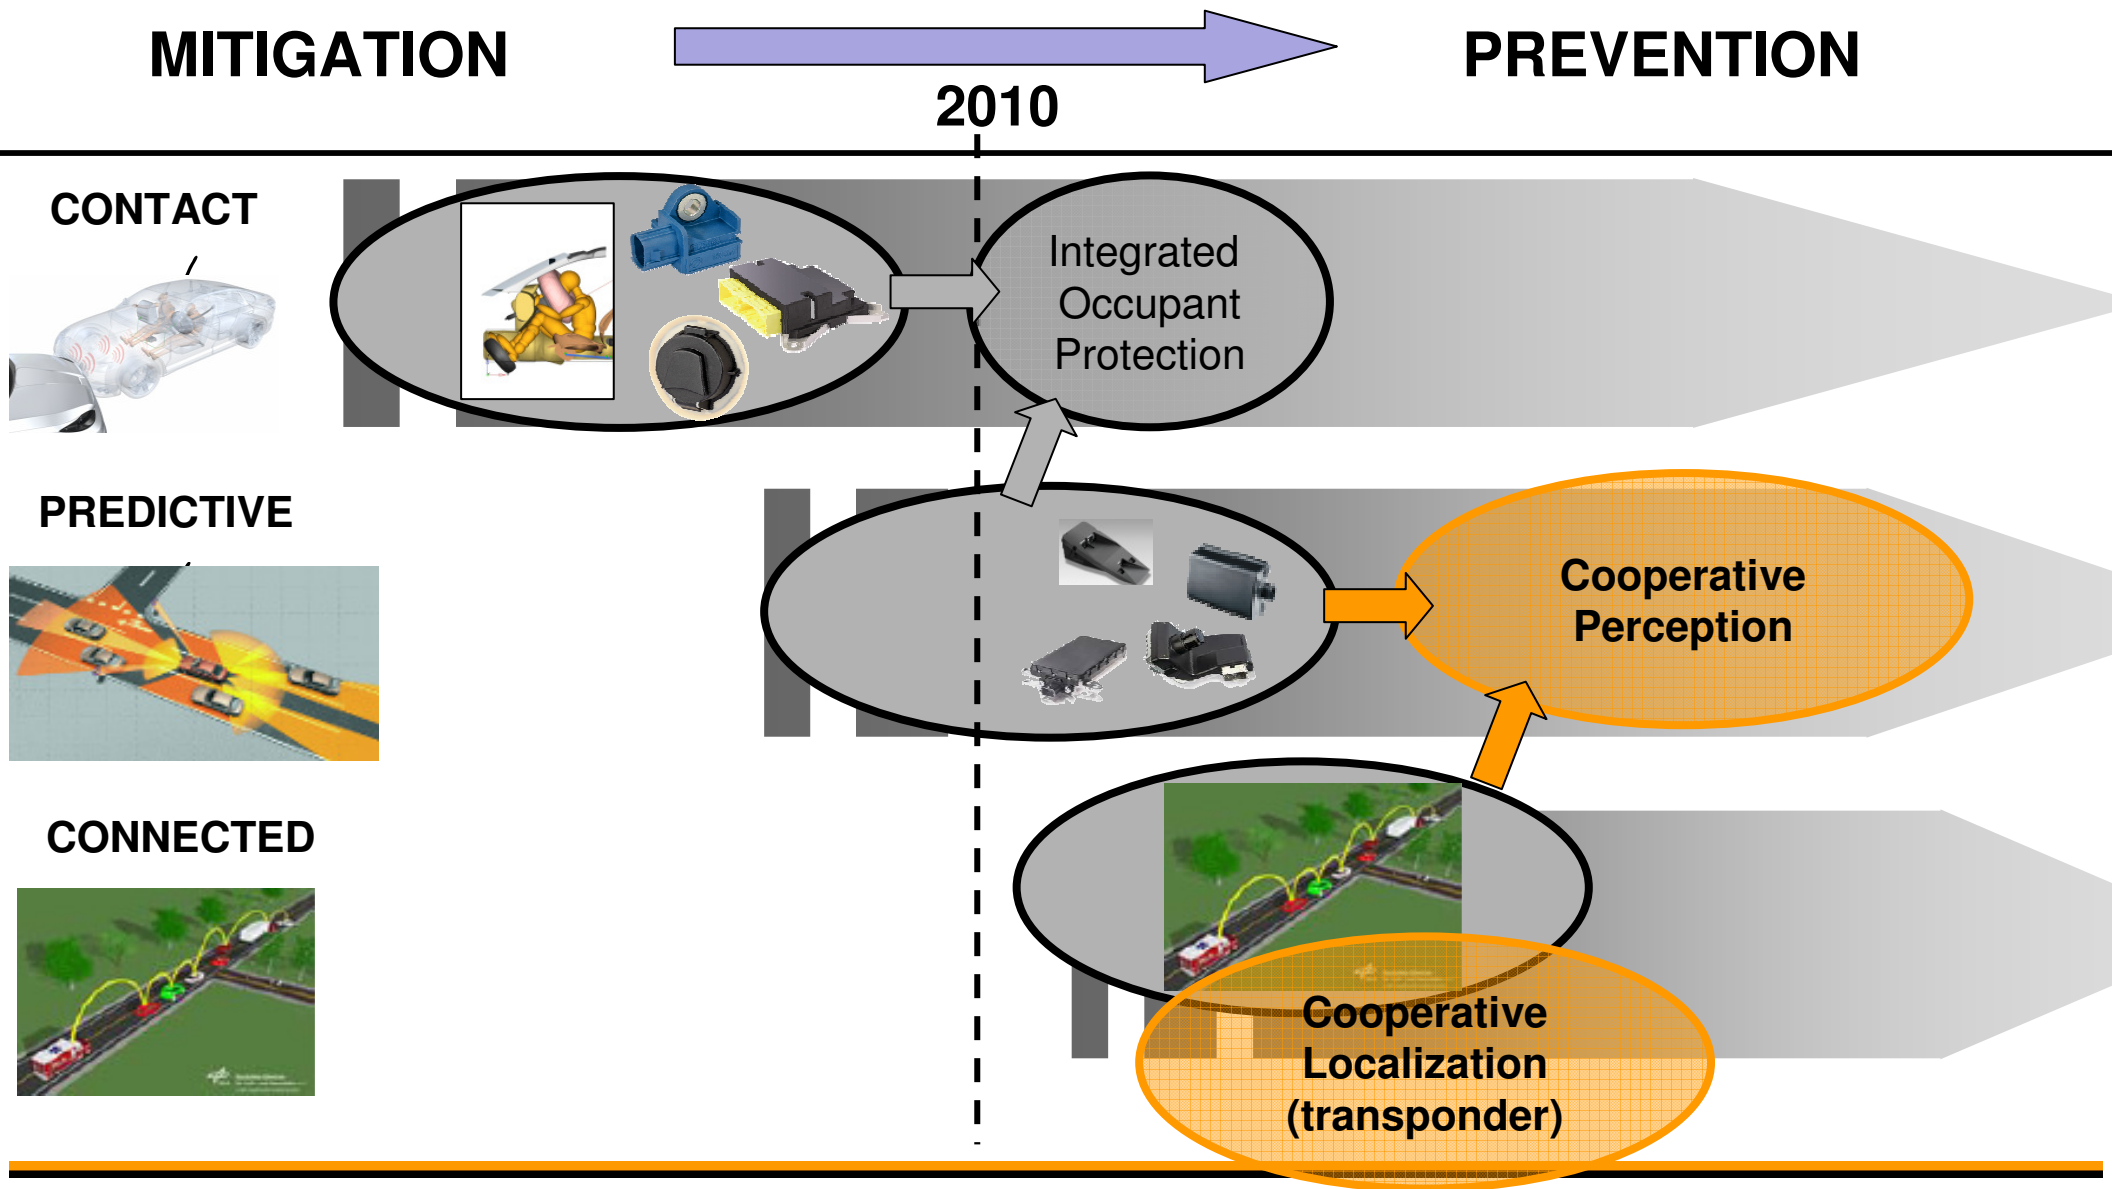 MITIGATION
PREVENTION
2010
CONTACT
Integrated
Occupant
Protection
PREDICTIVE
Cooperative
Perception
CONNECTED
Cooperative
Localization
(transponder)